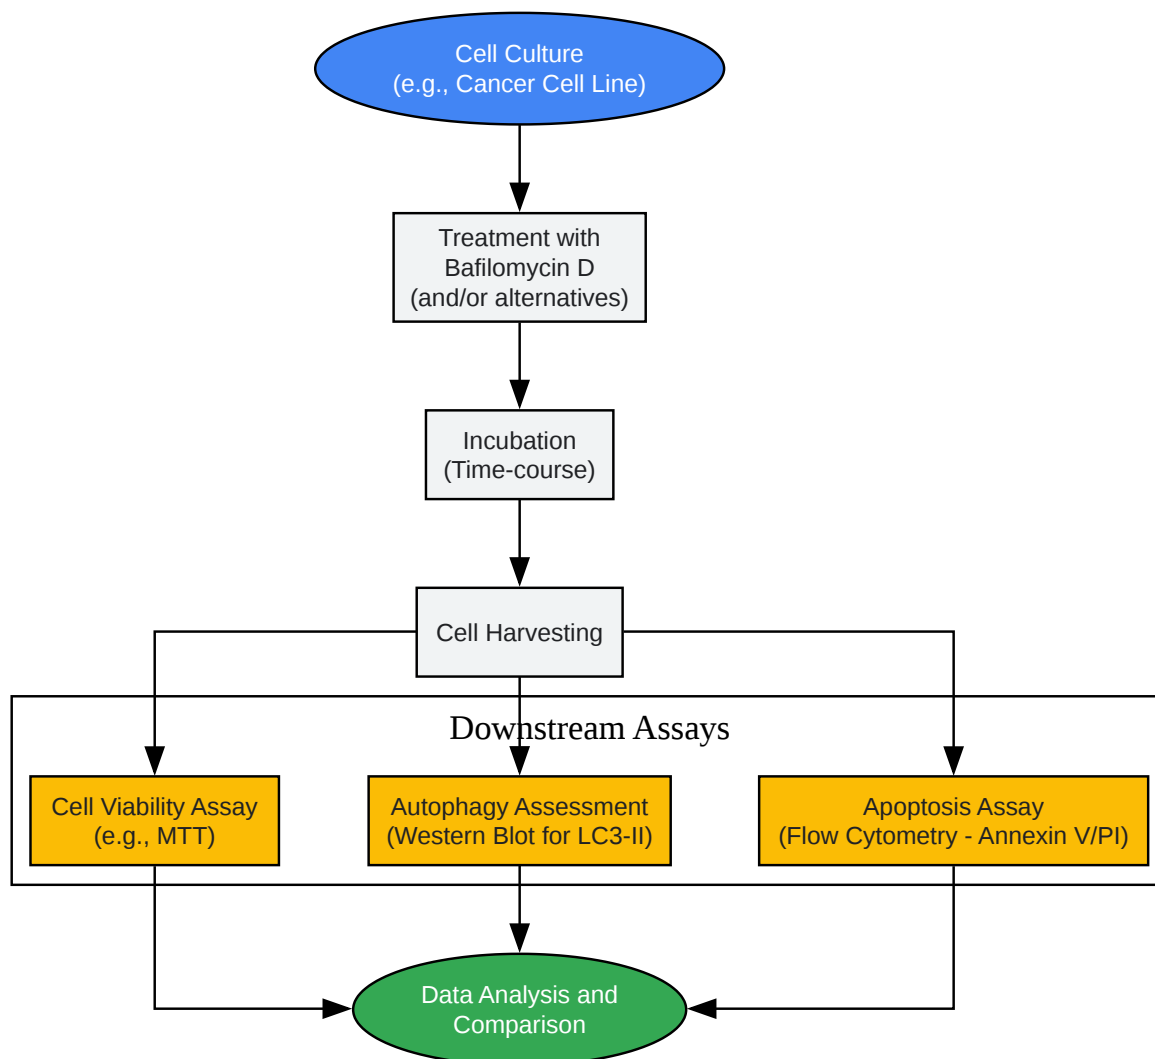 Cell Culture
(e.g., Cancer Cell Line)
Treatment with
Bafilomycin D
(and/or alternatives)
Incubation
(Time-course)
Cell Harvesting
Downstream Assays
Cell Viability Assay
(e.g., MTT)
Autophagy Assessment
(Western Blot for LC3-II)
Apoptosis Assay
(Flow Cytometry - Annexin V/PI)
Data Analysis and
Comparison